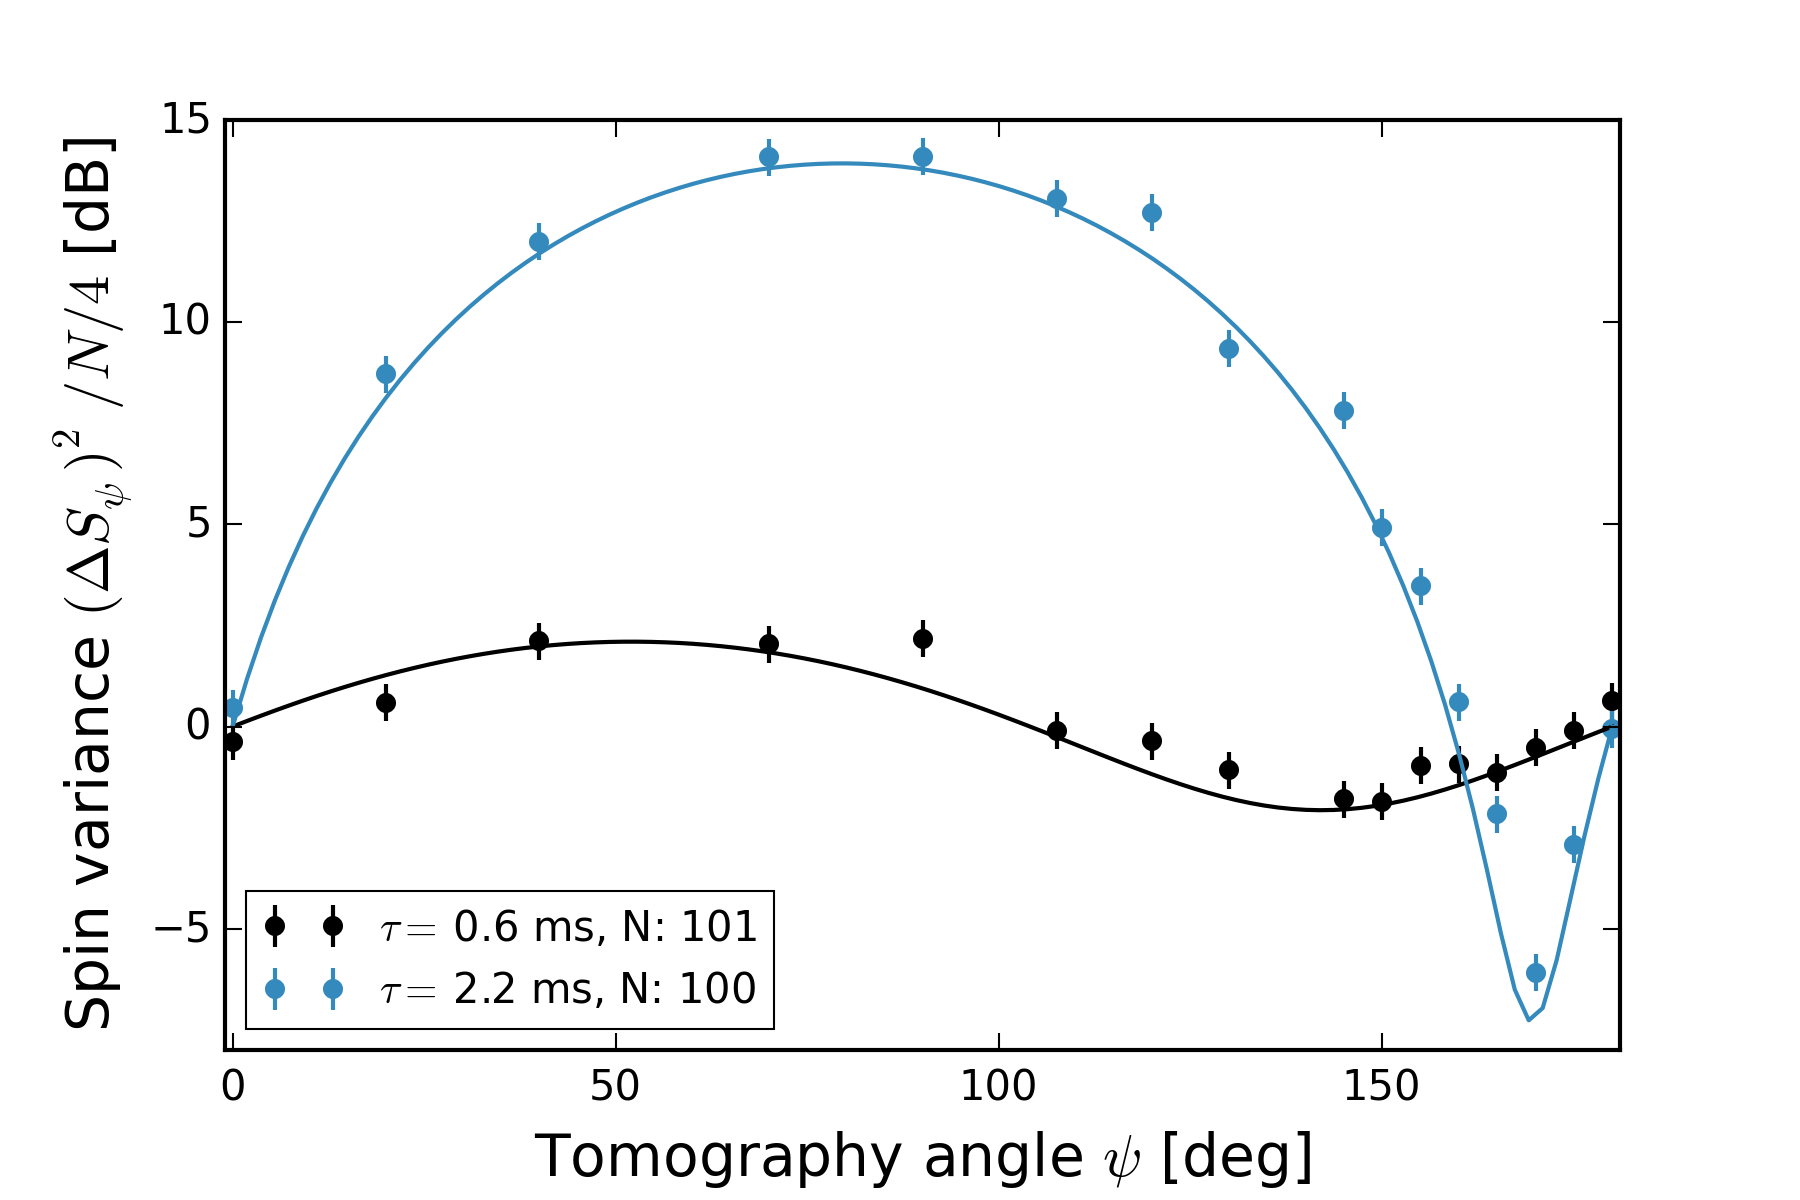 Spin variance (ΔS_ψ)² /N/4 [dB]
15
10
5
0
−5
τ = 0.6 ms, N: 101
τ = 2.2 ms, N: 100
0 50 100 150
Tomography angle ψ [deg]